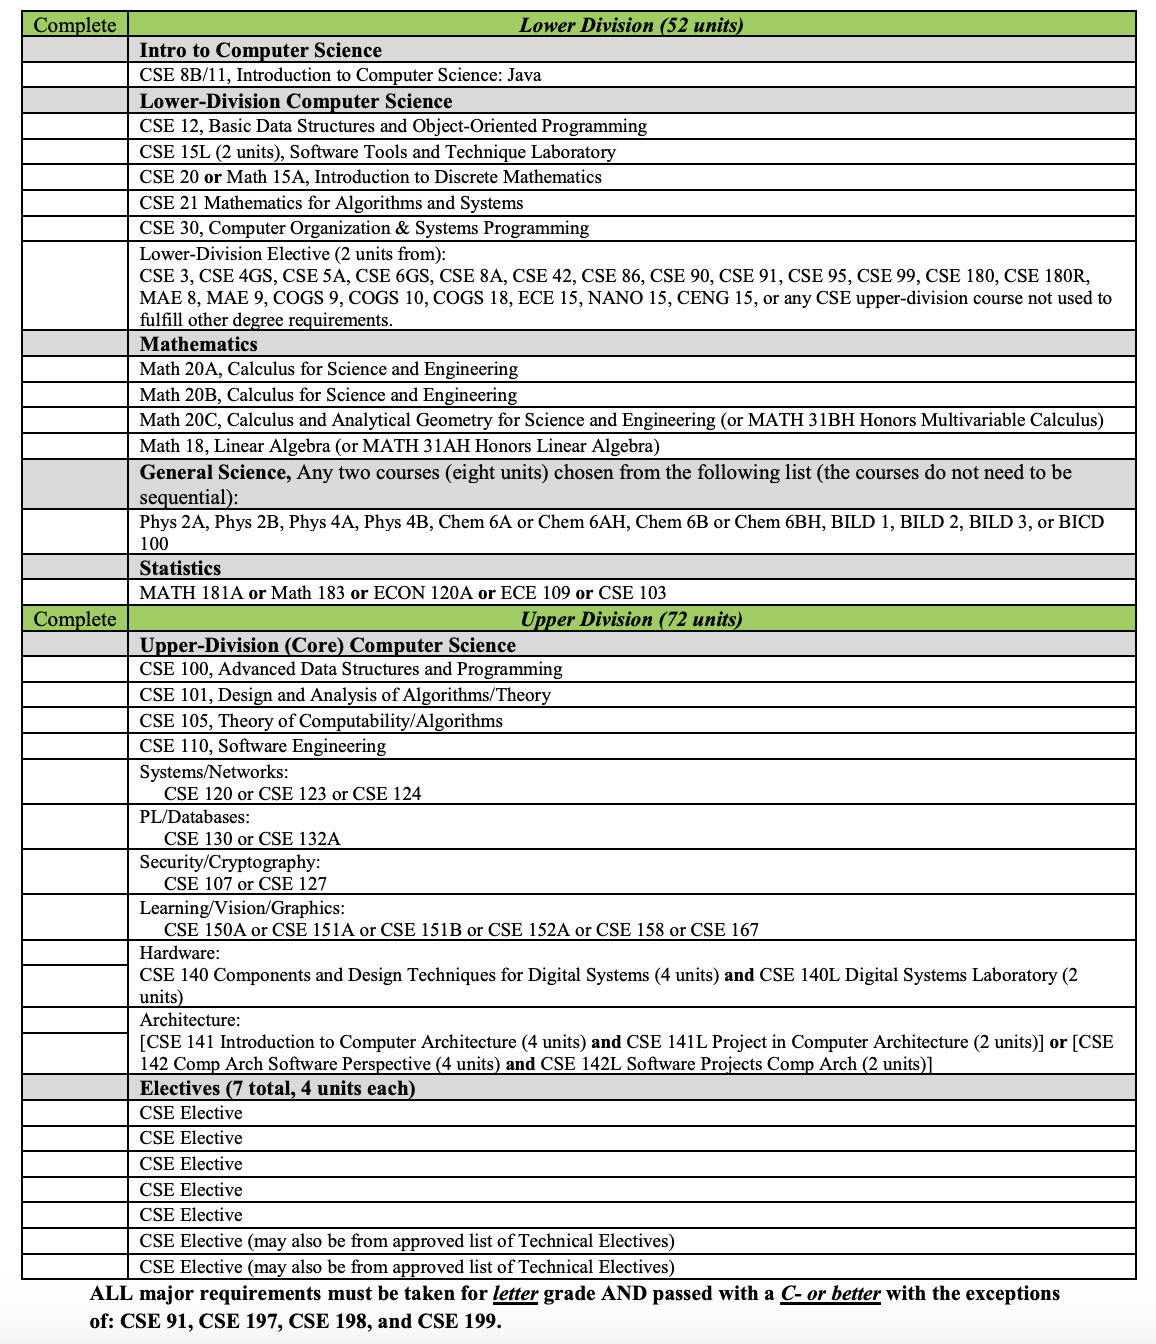 Complete Lower Division (52 units)
Intro to Computer Science
CSE 8B/11, Introduction to Computer Science: Java
Lower-Division Computer Science
CSE 12, Basic Data Structures and Object-Oriented Programming
CSE 15L (2 units), Software Tools and Technique Laboratory
CSE 20 or Math 15A, Introduction to Discrete Mathematics
CSE 21 Mathematics for Algorithms and Systems
CSE 30, Computer Organization & Systems Programming
Lower-Division Elective (2 units from):
CSE 3, CSE 4GS, CSE 5A, CSE 6GS, CSE 8A, CSE 42, CSE 86, CSE 90, CSE 91, CSE 95, CSE 99, CSE 180, CSE 180R,
MAE 8, MAE 9, COGS 9, COGS 10, COGS 18, ECE 15, NANO 15, CENG 15, or any CSE upper-division course not used to
fulfill other degree requirements.
Mathematics
Math 20A, Calculus for Science and Engineering
Math 20B, Calculus for Science and Engineering
Math 20C, Calculus and Analytical Geometry for Science and Engineering (or MATH 31BH Honors Multivariable Calculus)
Math 18, Linear Algebra (or MATH 31AH Honors Linear Algebra)
General Science, Any two courses (eight units) chosen from the following list (the courses do not need to be
sequential):
Phys 2A, Phys 2B, Phys 4A, Phys 4B, Chem 6A or Chem 6AH, Chem 6B or Chem 6BH, BILD 1, BILD 2, BILD 3, or BICD
100
Statistics
MATH 181A or Math 183 or ECON 120A or ECE 109 or CSE 103
Complete Upper Division (72 units)
Upper-Division (Core) Computer Science
CSE 100, Advanced Data Structures and Programming
CSE 101, Design and Analysis of Algorithms/Theory
CSE 105, Theory of Computability/Algorithms
CSE 110, Software Engineering
Systems/Networks:
CSE 120 or CSE 123 or CSE 124
PL/Databases:
CSE 130 or CSE 132A
Security/Cryptography:
CSE 107 or CSE 127
Learning/Vision/Graphics:
CSE 150A or CSE 151A or CSE 151B or CSE 152A or CSE 158 or CSE 167
Hardware:
CSE 140 Components and Design Techniques for Digital Systems (4 units) and CSE 140L Digital Systems Laboratory (2
units)
Architecture:
[CSE 141 Introduction to Computer Architecture (4 units) and CSE 141L Project in Computer Architecture (2 units)] or [CSE
142 Comp Arch Software Perspective (4 units) and CSE 142L Software Projects Comp Arch (2 units)]
Electives (7 total, 4 units each)
CSE Elective
CSE Elective
CSE Elective
CSE Elective
CSE Elective
CSE Elective (may also be from approved list of Technical Electives)
CSE Elective (may also be from approved list of Technical Electives)
ALL major requirements must be taken for letter grade AND passed with a C- or better with the exceptions
of: CSE 91, CSE 197, CSE 198, and CSE 199.